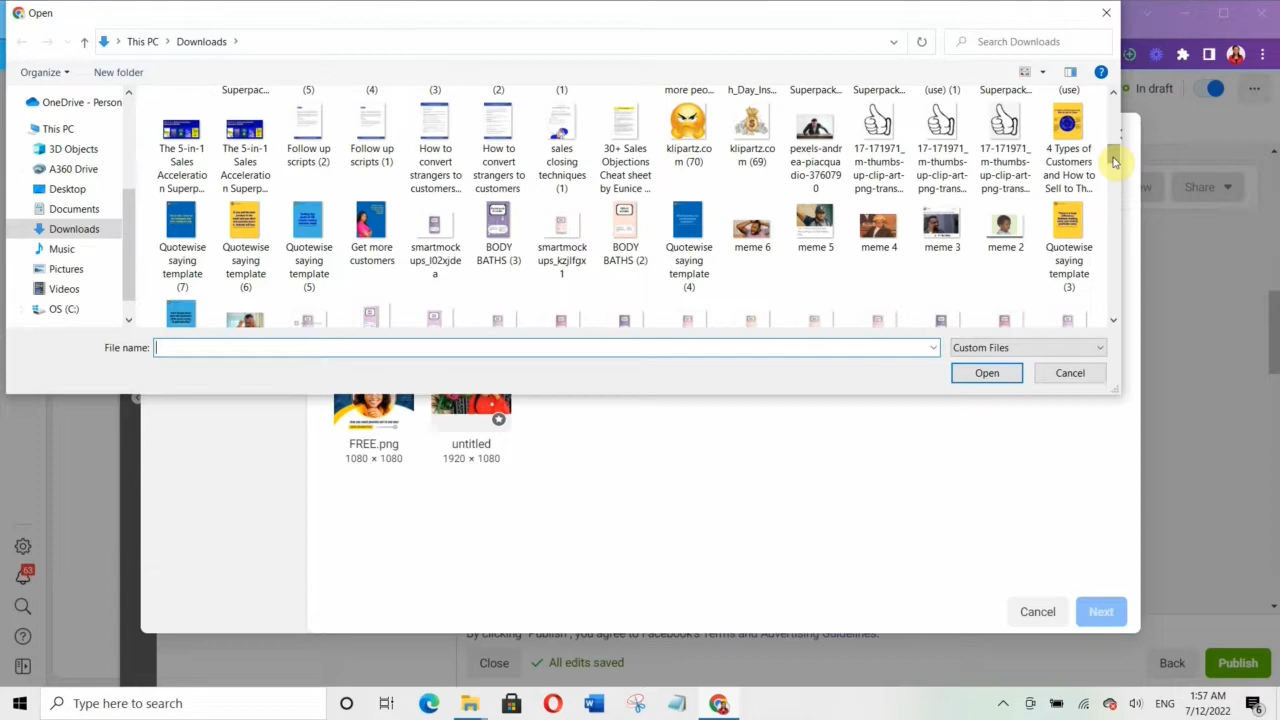 Open
This PC > Downloads >
Search Downloads
Organize
New folder
OneDrive - Person
This PC
3D Objects
A360 Drive
Desktop
Documents
Downloads
Music
Pictures
Videos
OS (C:)
Superpac...
(5)
(4)
(3)
(2)
(1)
more peo...
h_Day_Ins...
Superpack...
(use) (1)
Superpack...
(use)
The 5-in-1
Sales
Acceleratio
n Superp...
The 5-in-1
Sales
Acceleratio
n Superp...
Follow up
scripts (2)
Follow up
scripts (1)
How to
convert
strangers to
customers...
How to
convert
strangers to
customers
sales
closing
techniques
(1)
30+ Sales
Objections
Cheat sheet
by Eunice ...
klipartz.co
m (70)
klipartz.co
m (69)
pexels-and
rea-piacqua
dio-376079
0
17-171971_
m-thumbs-
up-clip-art-
png-trans...
17-171971_
m-thumbs-
up-clip-art-
png-trans...
17-171971_
m-thumbs-
up-clip-art-
png-trans...
4 Types of
Customers
and How to
Sell to Th...
Quotewise
saying
template
(7)
Quotewise
saying
template
(6)
Quotewise
saying
template
(5)
Get more
customers
smartmock
ups_l02xjde
a
BODY
BATHS (3)
smartmock
ups_kzjlfgx
1
BODY
BATHS (2)
Quotewise
saying
template
(4)
meme 6
meme 5
meme 4
meme 3
meme 2
Quotewise
saying
template
(3)
File name:
Custom Files
Open
Cancel
In draft
Share
FREE.png
1080 × 1080
untitled
1920 × 1080
Cancel
Next
By clicking "Publish", you agree to Facebook's Terms and Advertising Guidelines.
Close
All edits saved
Back
Publish
63
Type here to search
ENG
1:57 AM
7/12/2022
6